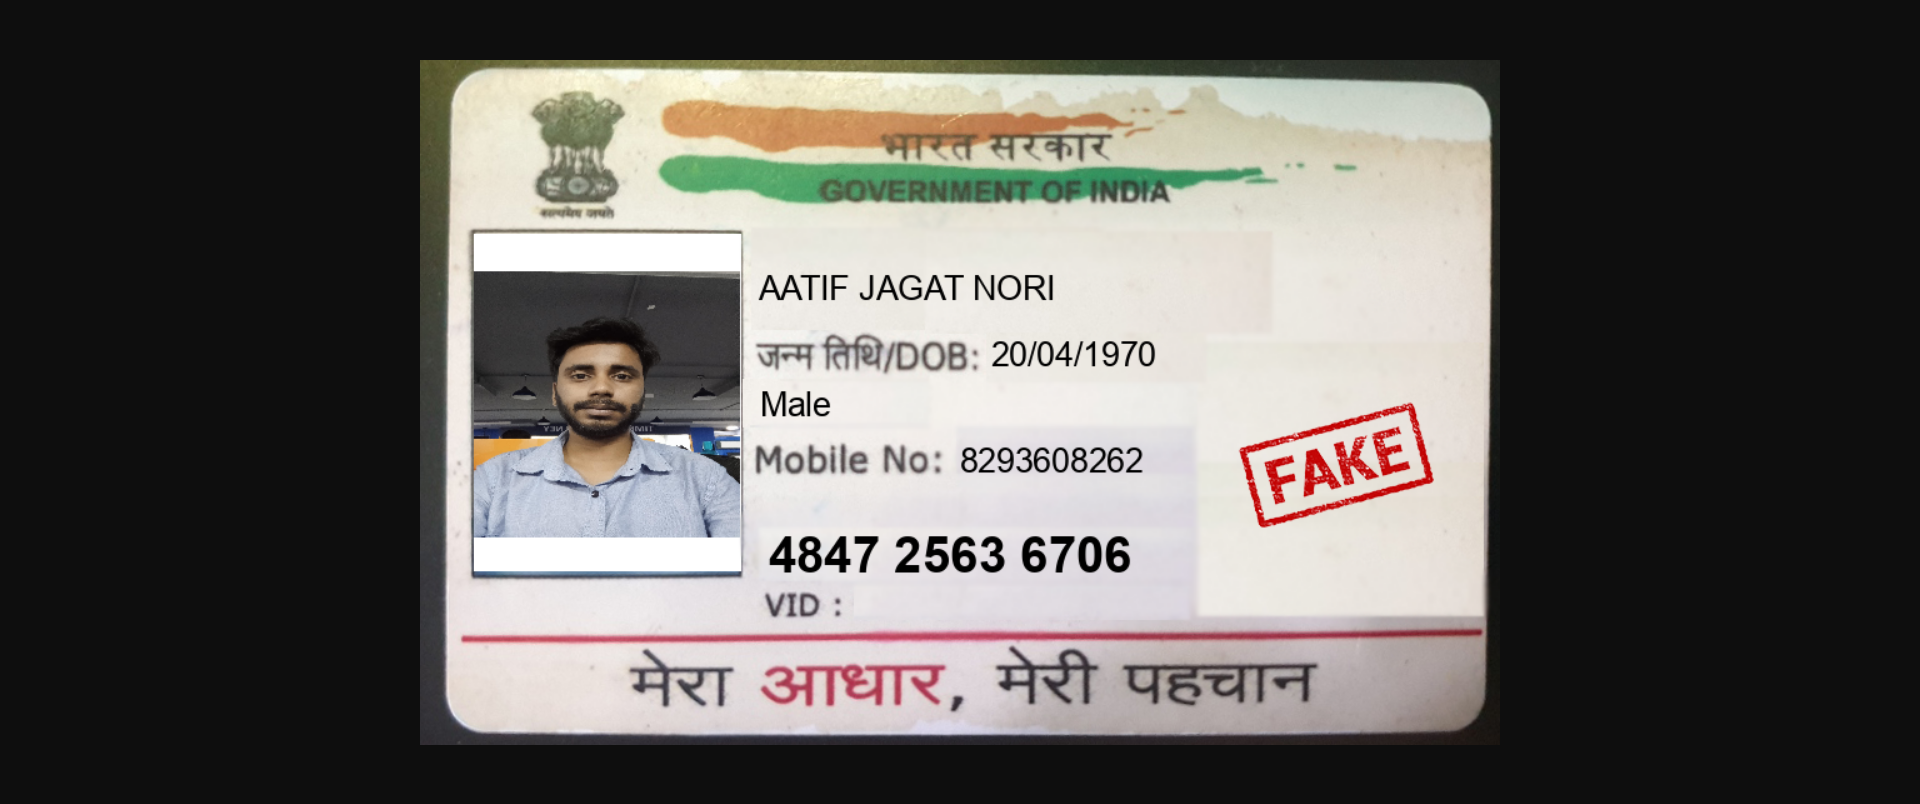 भारत सरकार
GOVERNMENT OF INDIA
सत्यमेव जयते
AATIF JAGAT NORI
जन्म तिथि/DOB: 20/04/1970
Male
Mobile No: 8293608262
FAKE
4847 2563 6706
VID :
मेरा आधार, मेरी पहचान